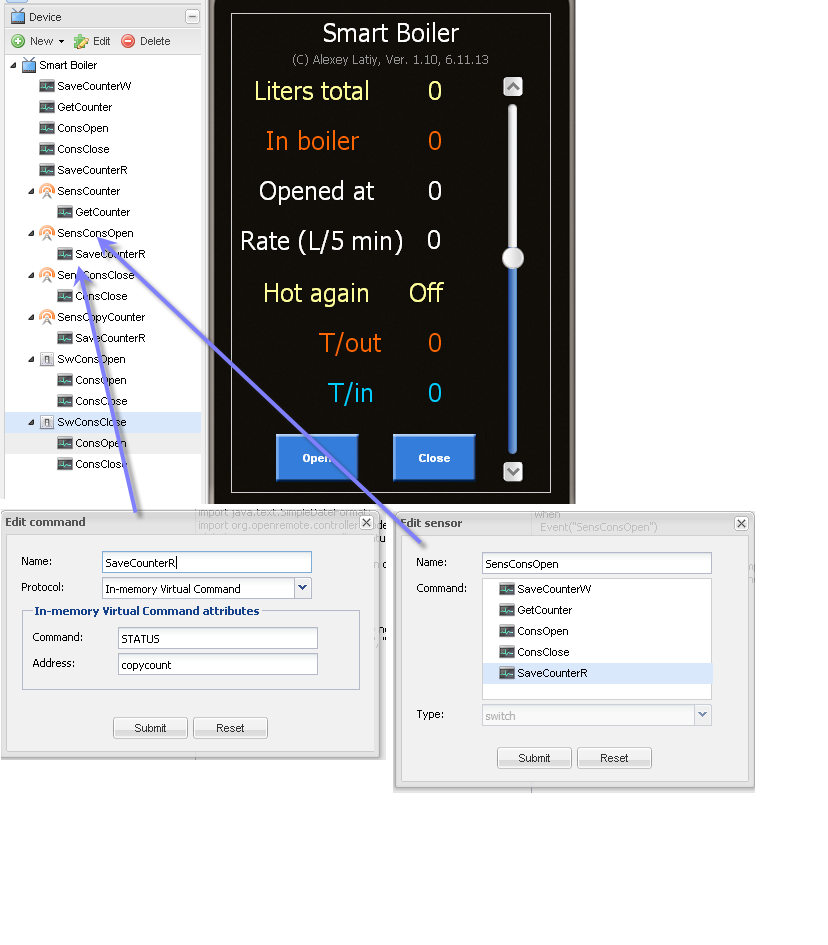 Device
New Edit Delete
Smart Boiler
SaveCounterW
GetCounter
ConsOpen
ConsClose
SaveCounterR
SensCounter
GetCounter
SensConsOpen
SaveCounterR
SensConsClose
ConsClose
SensCopyCounter
SaveCounterR
SwConsOpen
ConsOpen
ConsClose
SwConsClose
ConsOpen
ConsClose
Smart Boiler
(C) Alexey Latiy, Ver. 1.10, 6.11.13
Liters total 0
In boiler 0
Opened at 0
Rate (L/5 min) 0
Hot again Off
T/out 0
T/in 0
Open Close
import java.text.SimpleDateFormat
import org.openremote.controller
Edit command
Name: SaveCounterR
Protocol: In-memory Virtual Command
In-memory Virtual Command attributes
Command: STATUS
Address: copycount
Submit Reset
when
Event("SensConsOpen")
Edit sensor
Name: SensConsOpen
Command: SaveCounterW
GetCounter
ConsOpen
ConsClose
SaveCounterR
Type: switch
Submit Reset